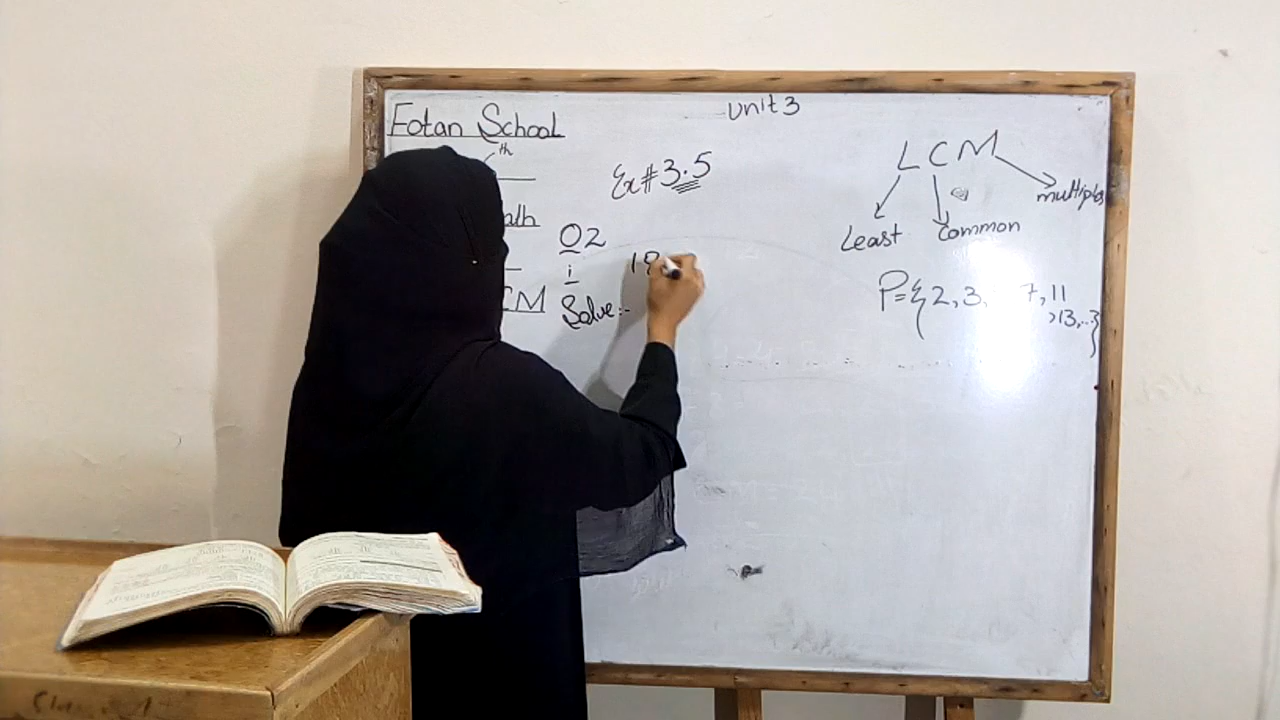 Unit 3
Fotan School
th
Ex# 3.5
ath
CM
Q2
i
Solve:-
18
LCM
Least
Common
multiples
P={2, 3, 7, 11
,13,...}